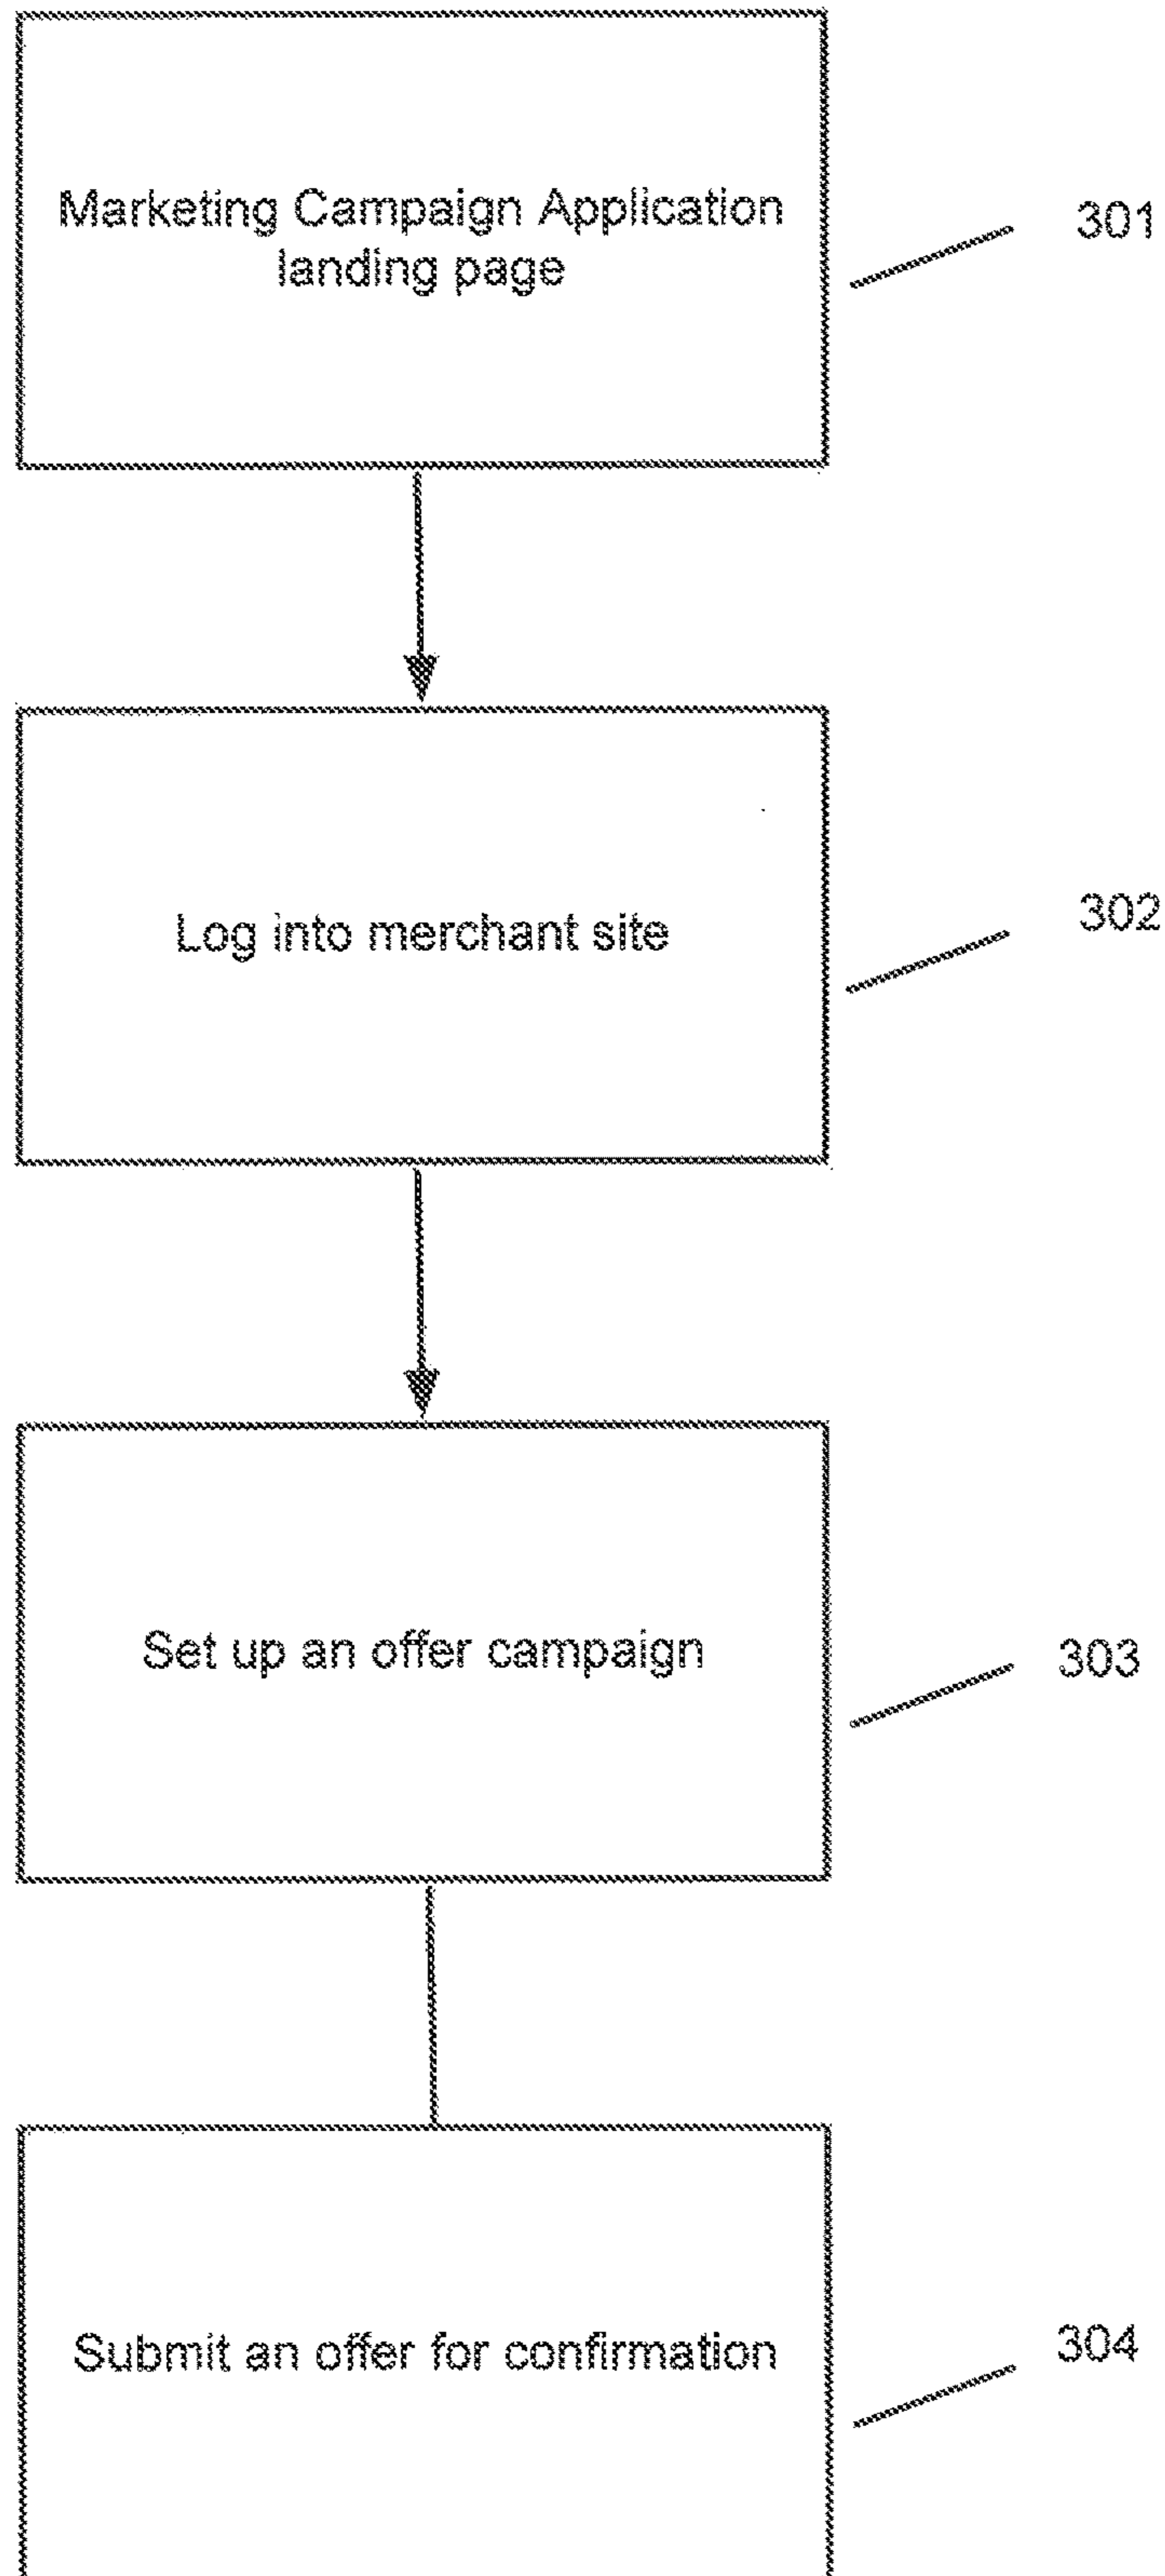 Marketing Campaign Application
landing page
301
Log into merchant site
302
Set up an offer campaign
303
Submit an offer for confirmation
304